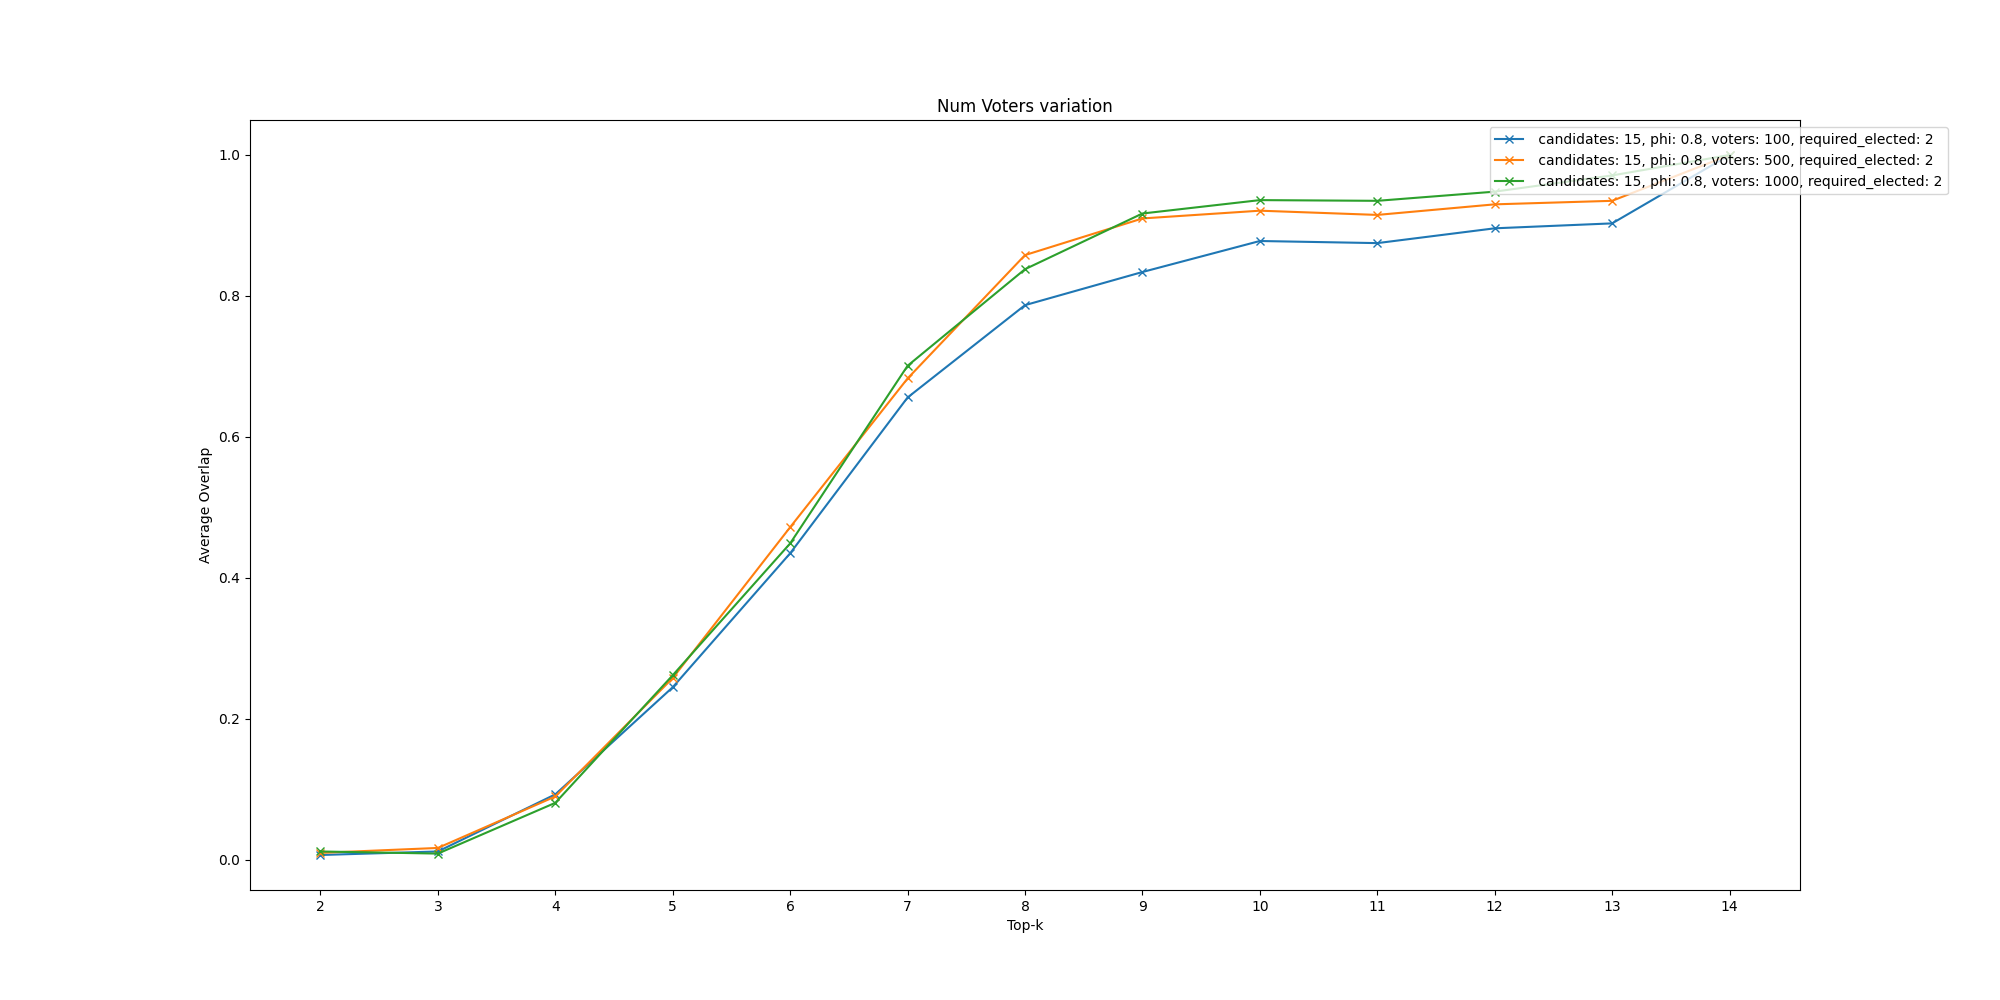 Num Voters variation
candidates: 15, phi: 0.8, voters: 100, required_elected: 2
candidates: 15, phi: 0.8, voters: 500, required_elected: 2
candidates: 15, phi: 0.8, voters: 1000, required_elected: 2
1.0
0.8
0.6
0.4
0.2
0.0
Average Overlap
2 3 4 5 6 7 8 9 10 11 12 13 14
Top-k